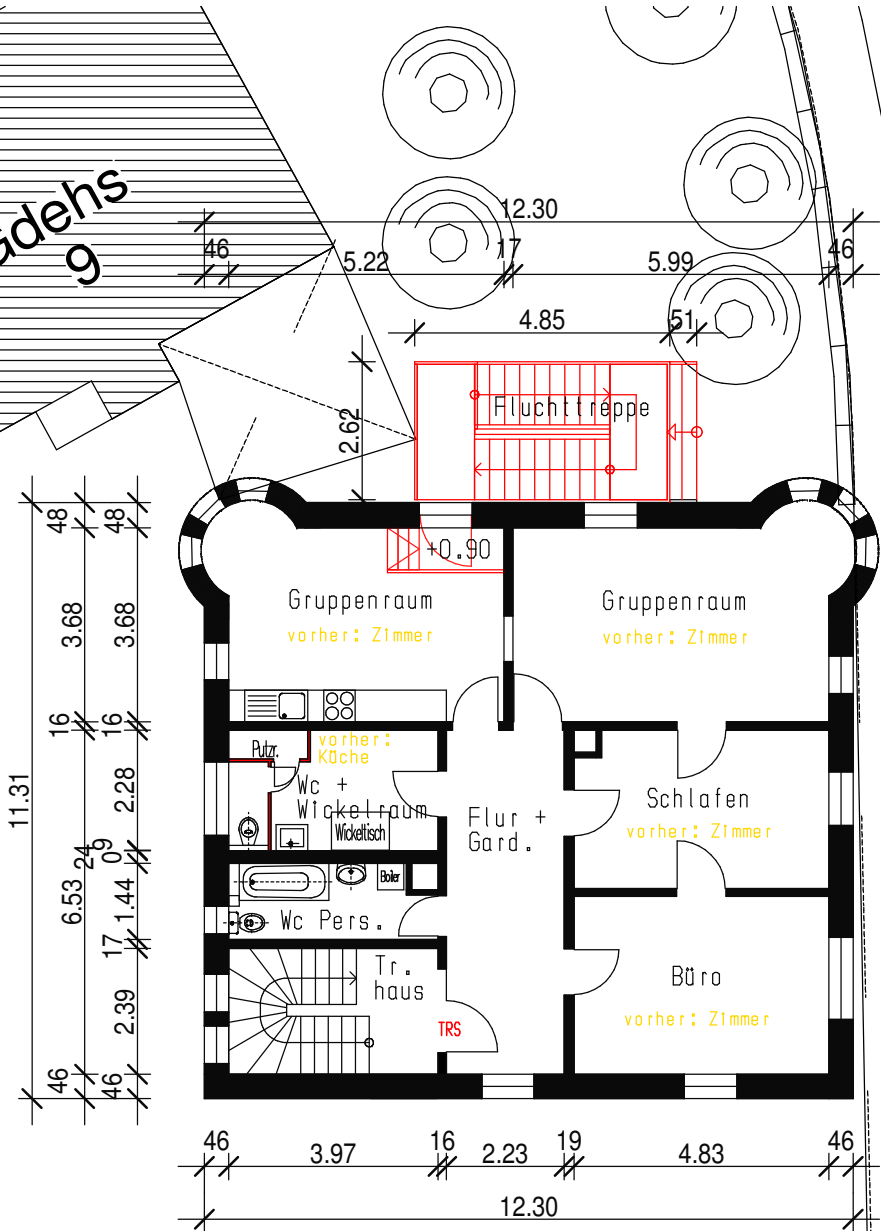 Gdehs
9
12.30
46
5.22
17
5.99
46
4.85
51
Fluchttreppe
2.62
+0.90
48
48
Gruppenraum
vorher: Zimmer
Gruppenraum
vorher: Zimmer
3.68
3.68
16
16
Putzr.
vorher:
Küche
Wc +
Wickelraum
Wickeltisch
Flur +
Gard.
Schlafen
vorher: Zimmer
11.31
2.28
24
09
6.53
1.44
Boiler
Wc Pers.
17
Tr.
haus
Büro
vorher: Zimmer
2.39
TRS
46
46
46
3.97
16
2.23
19
4.83
46
12.30